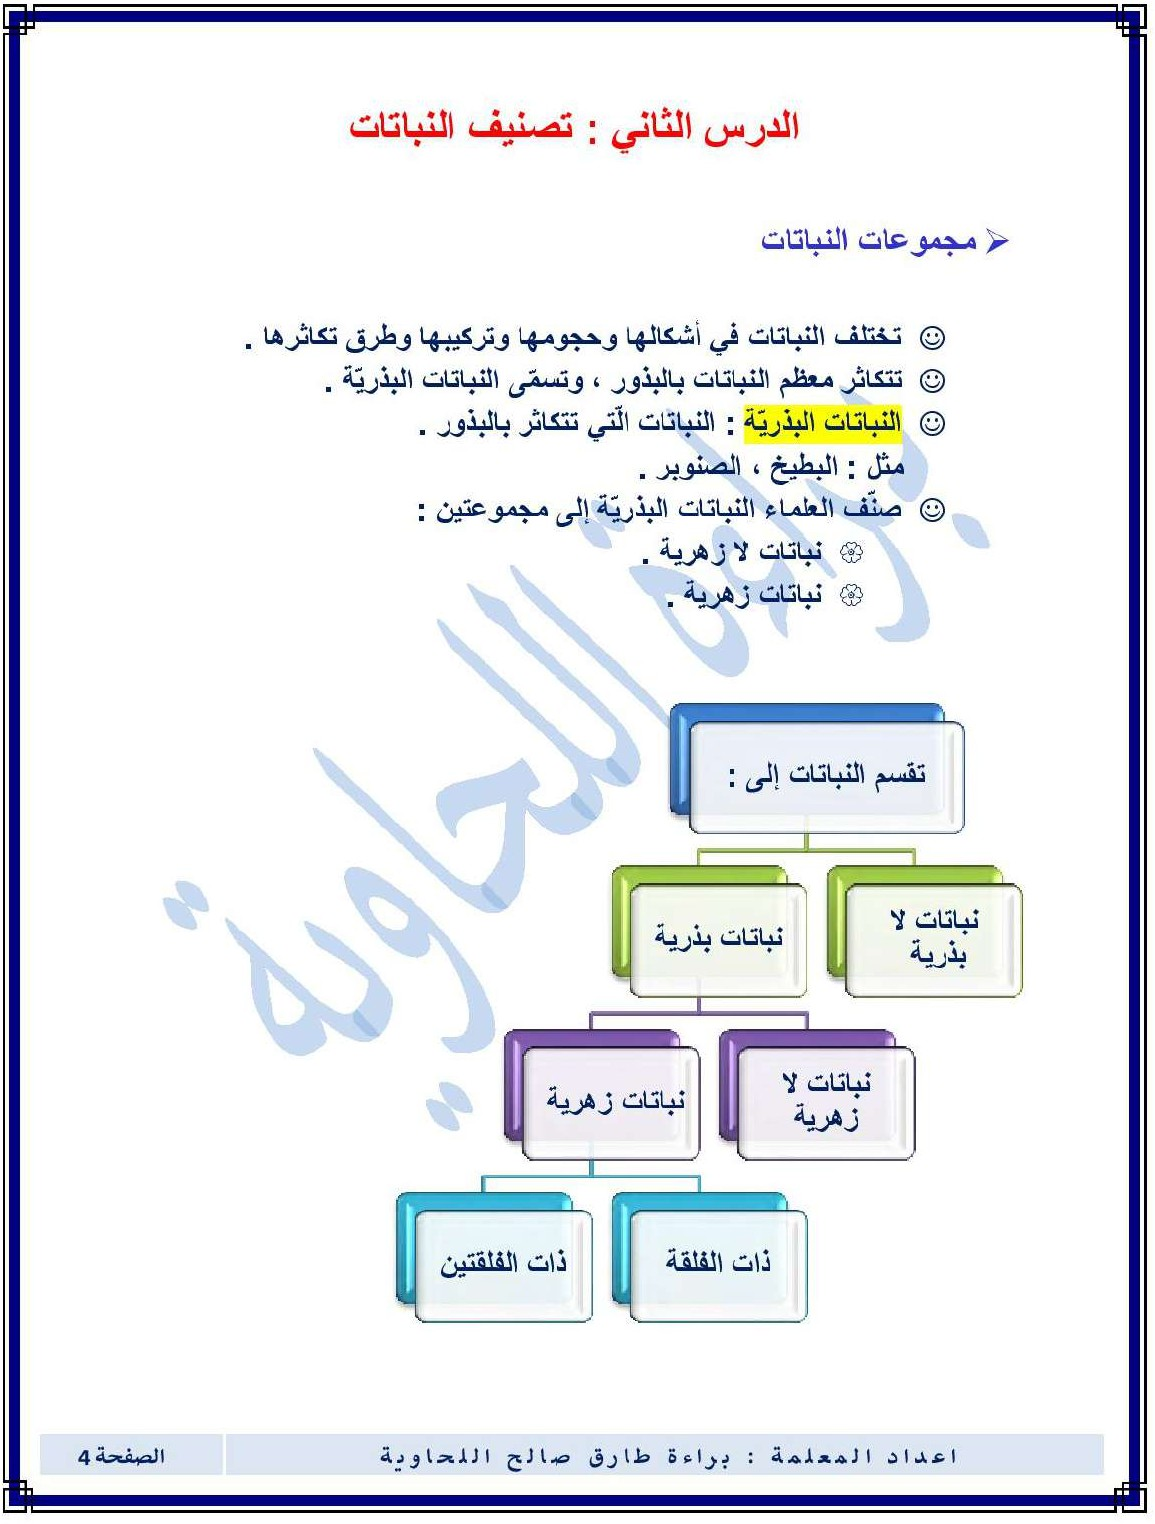 الدرس الثاني : تصنيف النباتات
مجموعات النباتات
تختلف النباتات في أشكالها وحجومها وتركيبها وطرق تكاثرها .
تتكاثر معظم النباتات بالبذور ، وتسمّى النباتات البذريّة .
النباتات البذريّة : النباتات الّتي تتكاثر بالبذور .
مثل : البطيخ ، الصنوبر .
صنّف العلماء النباتات البذريّة إلى مجموعتين :
نباتات لا زهرية .
نباتات زهرية .
براءة اللحاوية
تقسم النباتات إلى :
نباتات لا
بذرية
نباتات بذرية
نباتات لا
زهرية
نباتات زهرية
ذات الفلقة
ذات الفلقتين
اعداد المعلمة : براءة طارق صالح اللحاوية
الصفحة 4